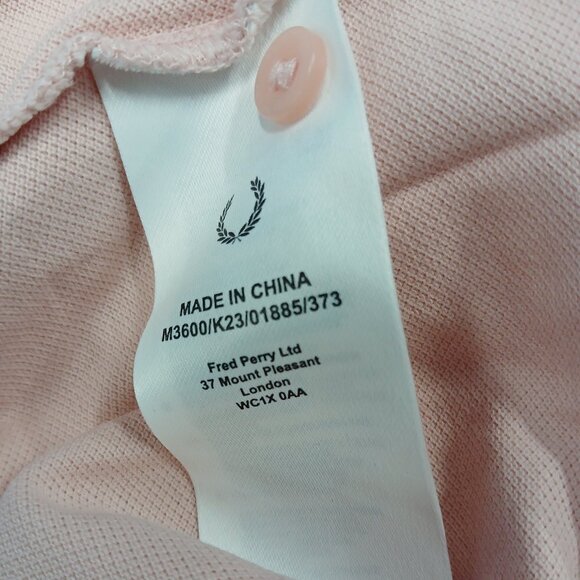 MADE IN CHINA
M3600/K23/01885/373
Fred Perry Ltd
37 Mount Pleasant
London
WC1X 0AA